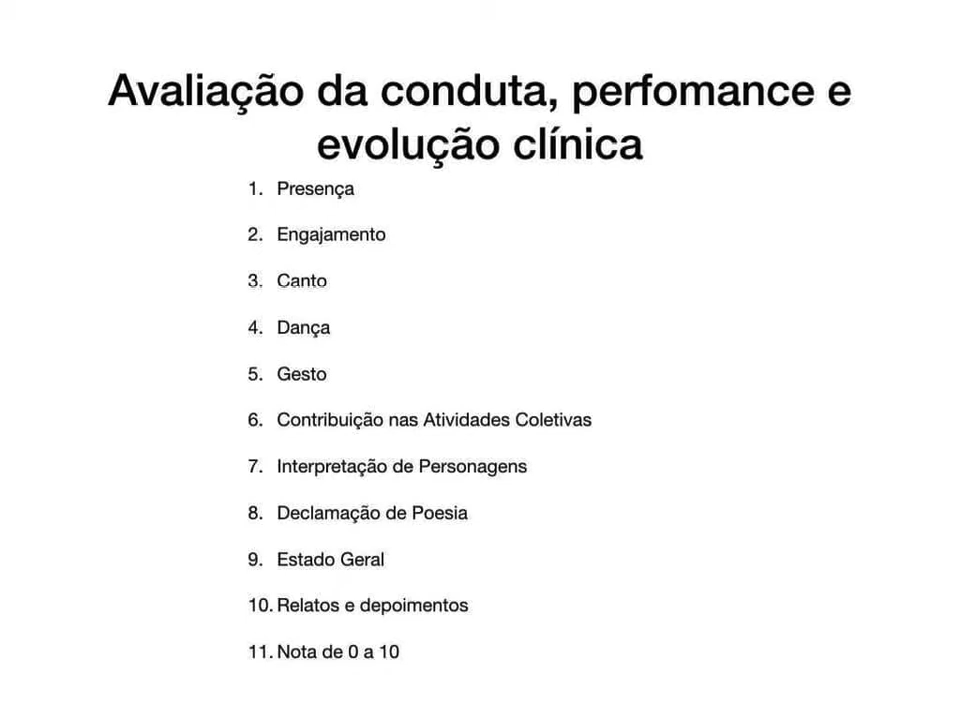 Avaliação da conduta, perfomance e
evolução clínica
1. Presença
2. Engajamento
3. Canto
4. Dança
5. Gesto
6. Contribuição nas Atividades Coletivas
7. Interpretação de Personagens
8. Declamação de Poesia
9. Estado Geral
10. Relatos e depoimentos
11. Nota de 0 a 10